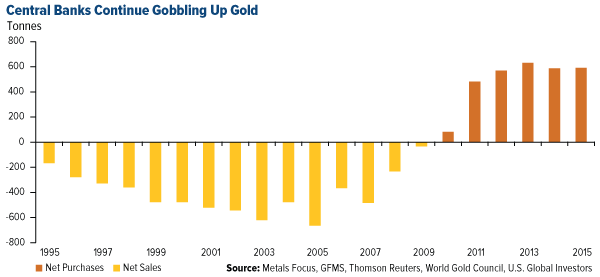 Central Banks Continue Gobbling Up Gold
Tonnes
800
600
400
200
0
-200
-400
-600
-800
1995 1997 1999 2001 2003 2005 2007 2009 2011 2013 2015
Net Purchases Net Sales Source: Metals Focus, GFMS, Thomson Reuters, World Gold Council, U.S. Global Investors